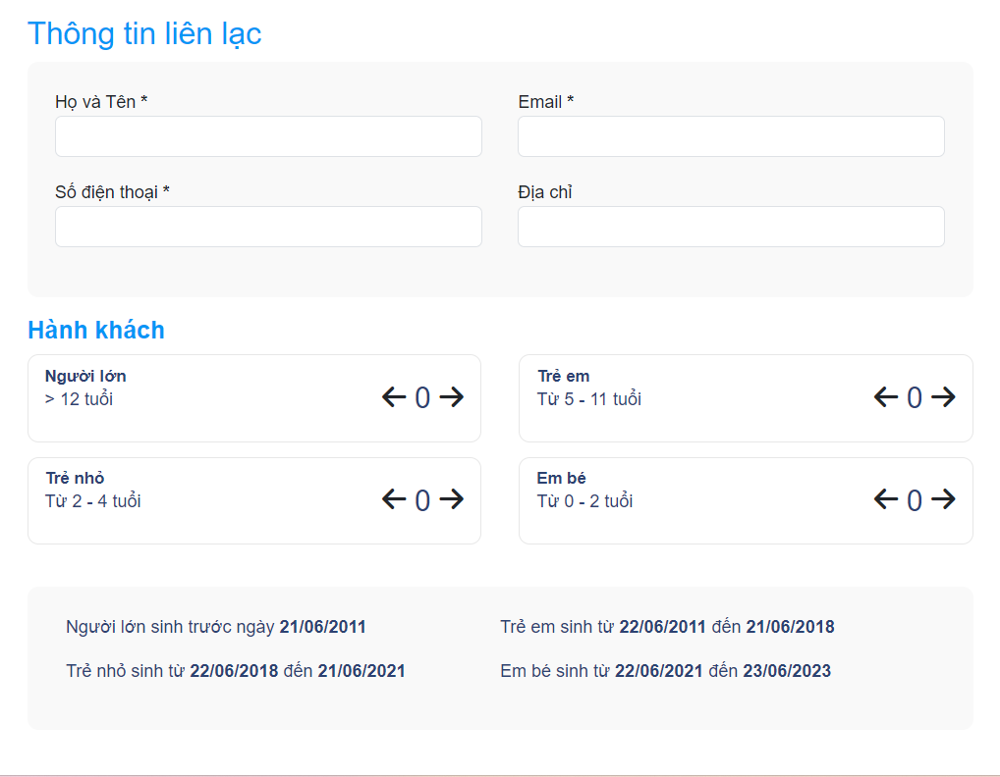 Thông tin liên lạc
Họ và Tên *
Email *
Số điện thoại *
Địa chỉ
Hành khách
Người lớn
> 12 tuổi
0
Trẻ em
Từ 5 - 11 tuổi
0
Trẻ nhỏ
Từ 2 - 4 tuổi
0
Em bé
Từ 0 - 2 tuổi
0
Người lớn sinh trước ngày 21/06/2011
Trẻ em sinh từ 22/06/2011 đến 21/06/2018
Trẻ nhỏ sinh từ 22/06/2018 đến 21/06/2021
Em bé sinh từ 22/06/2021 đến 23/06/2023